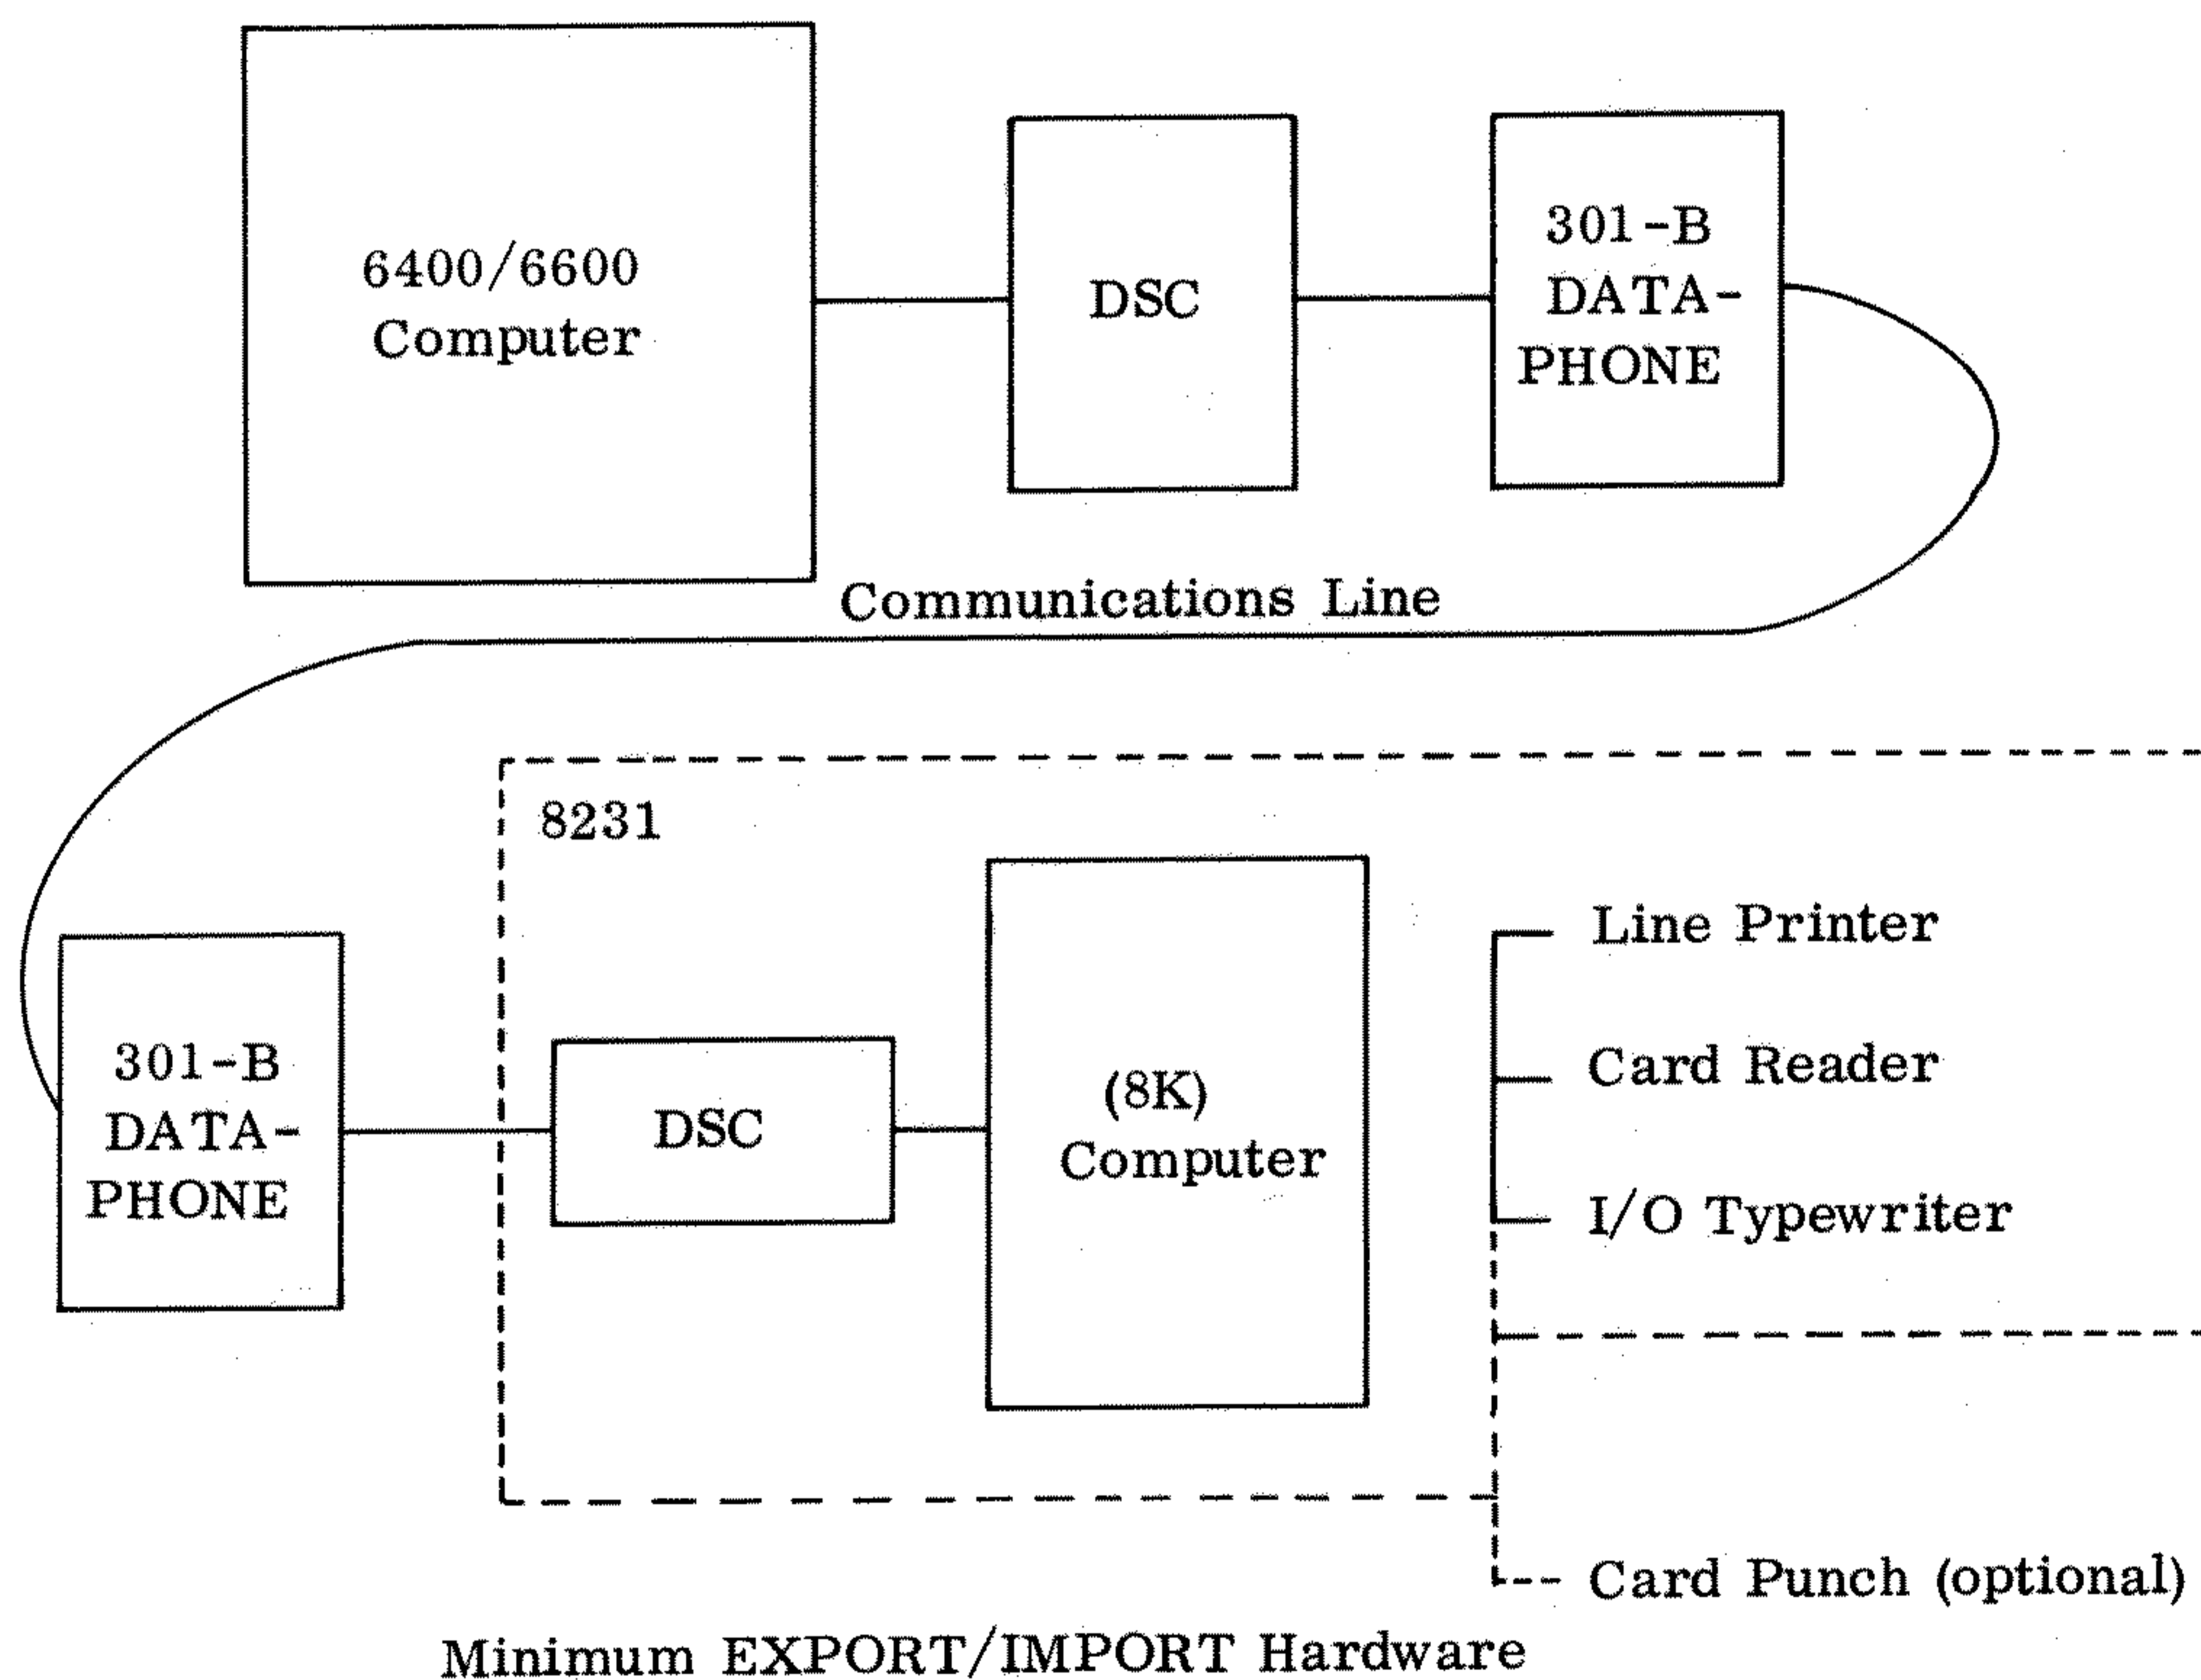 6400/6600
Computer
DSC
301-B
DATA-
PHONE
Communications Line
8231
301-B
DATA-
PHONE
DSC
(8K)
Computer
Line Printer
Card Reader
I/O Typewriter
Card Punch (optional)
Minimum EXPORT/IMPORT Hardware